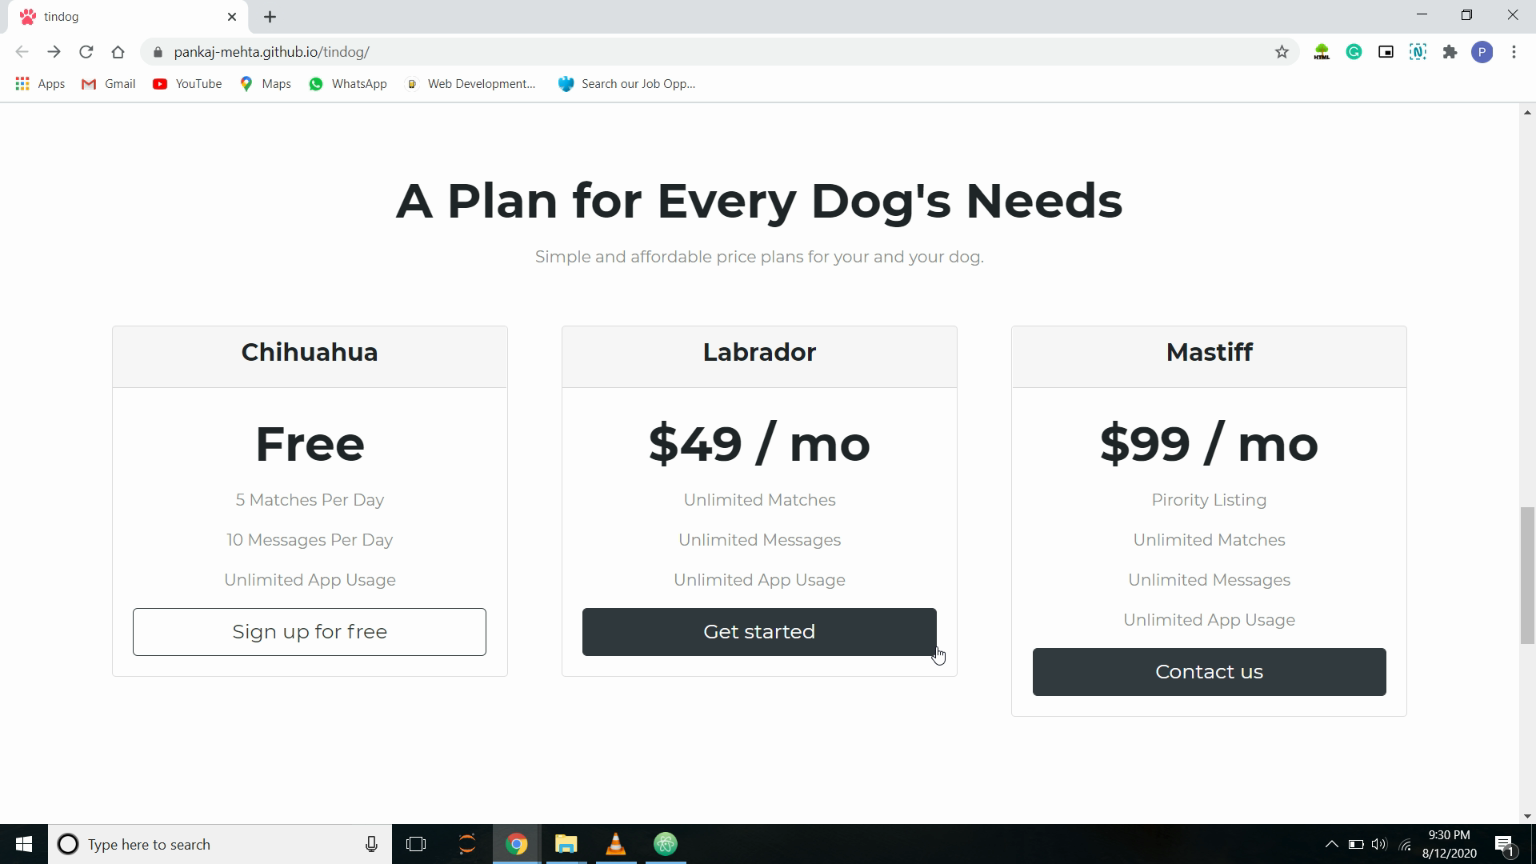 tindog
pankaj-mehta.github.io/tindog/
HTML
P
Apps
Gmail
YouTube
Maps
WhatsApp
Web Development...
Search our Job Opp...
A Plan for Every Dog's Needs
Simple and affordable price plans for your and your dog.
Chihuahua
Free
5 Matches Per Day
10 Messages Per Day
Unlimited App Usage
Sign up for free
Labrador
$49 / mo
Unlimited Matches
Unlimited Messages
Unlimited App Usage
Get started
Mastiff
$99 / mo
Pirority Listing
Unlimited Matches
Unlimited Messages
Unlimited App Usage
Contact us
Type here to search
9:30 PM
8/12/2020
1